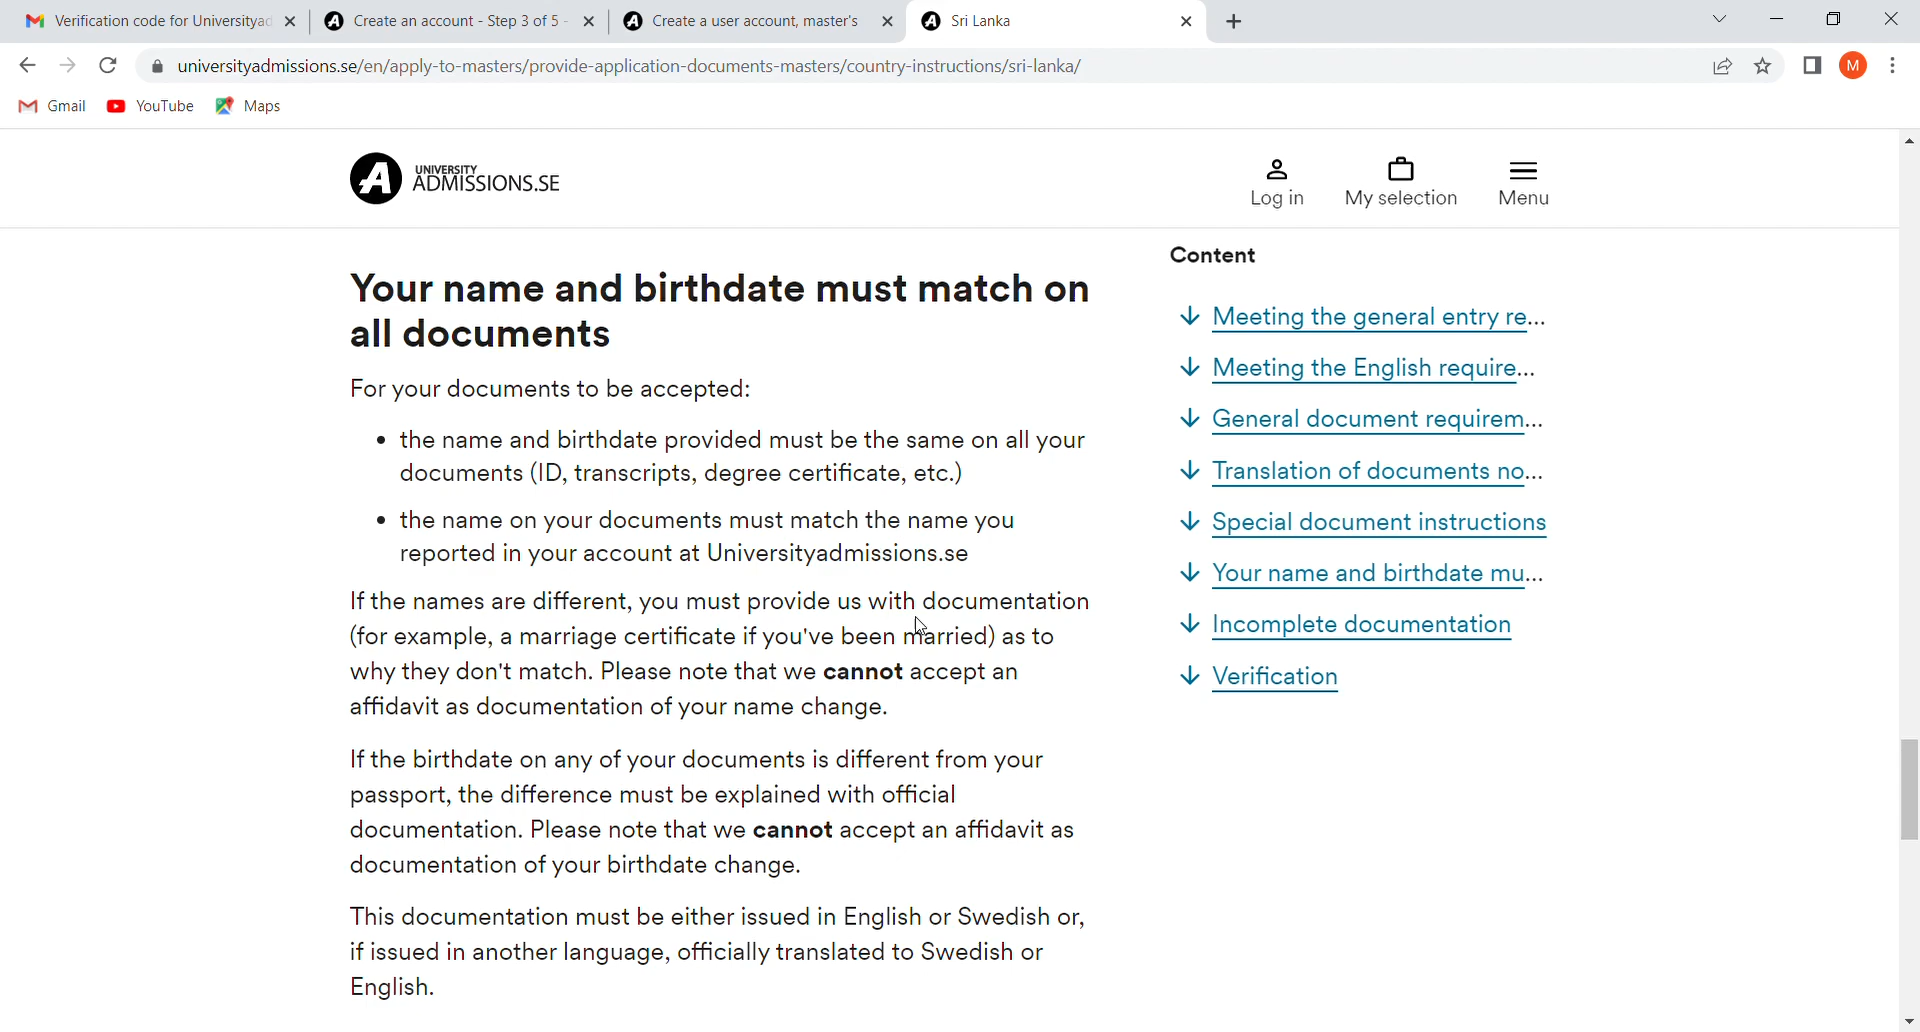 Verification code for Universityad
Create an account - Step 3 of 5 -
Create a user account, master's
Sri Lanka
universityadmissions.se/en/apply-to-masters/provide-application-documents-masters/country-instructions/sri-lanka/
M
Gmail
YouTube
Maps
A UNIVERSITY
ADMISSIONS.SE
Log in
My selection
Menu
Your name and birthdate must match on
all documents
For your documents to be accepted:
• the name and birthdate provided must be the same on all your
documents (ID, transcripts, degree certificate, etc.)
• the name on your documents must match the name you
reported in your account at Universityadmissions.se
If the names are different, you must provide us with documentation
(for example, a marriage certificate if you've been married) as to
why they don't match. Please note that we cannot accept an
affidavit as documentation of your name change.
If the birthdate on any of your documents is different from your
passport, the difference must be explained with official
documentation. Please note that we cannot accept an affidavit as
documentation of your birthdate change.
This documentation must be either issued in English or Swedish or,
if issued in another language, officially translated to Swedish or
English.
Content
Meeting the general entry re...
Meeting the English require...
General document requirem...
Translation of documents no...
Special document instructions
Your name and birthdate mu...
Incomplete documentation
Verification